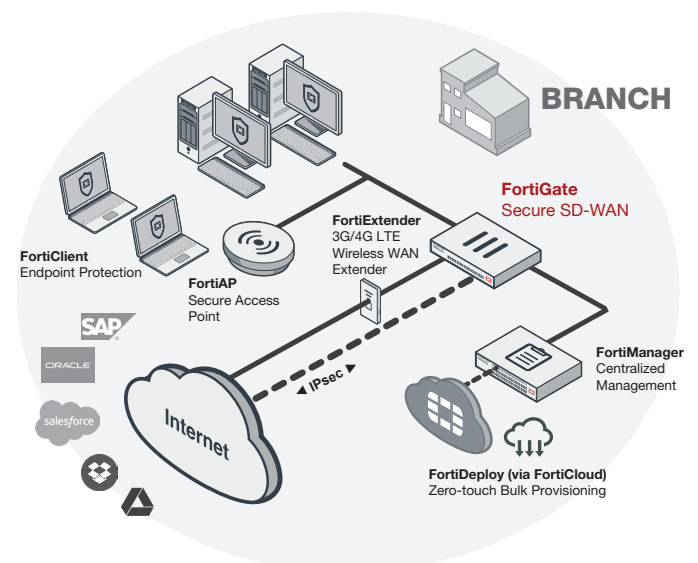 BRANCH
FortiGate
Secure SD-WAN
FortiExtender
3G/4G LTE
Wireless WAN
Extender
FortiClient
Endpoint Protection
FortiAP
Secure Access
Point
SAP
ORACLE
salesforce
Internet
◄ IPsec ►
FortiManager
Centralized
Management
FortiDeploy (via FortiCloud)
Zero-touch Bulk Provisioning